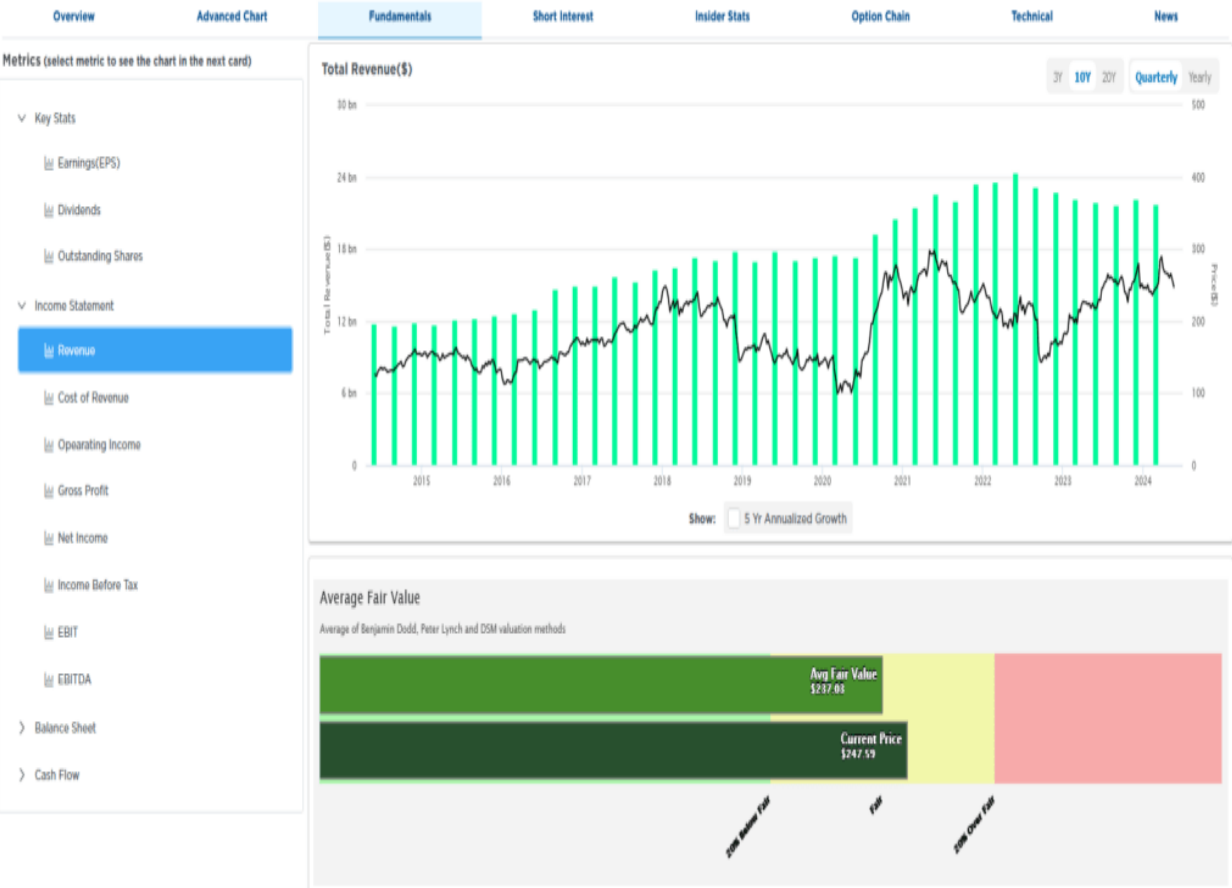 Overview Advanced Chart Fundamentals Short Interest Insider Stats Option Chain Technical News
Metrics (select metric to see the chart in the next card)
Key Stats
Earnings(EPS)
Dividends
Outstanding Shares
Income Statement
Revenue
Cost of Revenue
Opearating Income
Gross Profit
Net Income
Income Before Tax
EBIT
EBITDA
Balance Sheet
Cash Flow
Total Revenue($)
3Y 10Y 20Y Quarterly Yearly
30 bn 500
24 bn 400
18 bn 300
12 bn 200
6 bn 100
0 0
Total Revenue($)
Price($)
2015 2016 2017 2018 2019 2020 2021 2022 2023 2024
Show: 5 Yr Annualized Growth
Average Fair Value
Average of Benjamin Dodd, Peter Lynch and DSM valuation methods
Avg Fair Value
$237.03
Current Price
$247.59
20% Below Fair
Fair
20% Over Fair